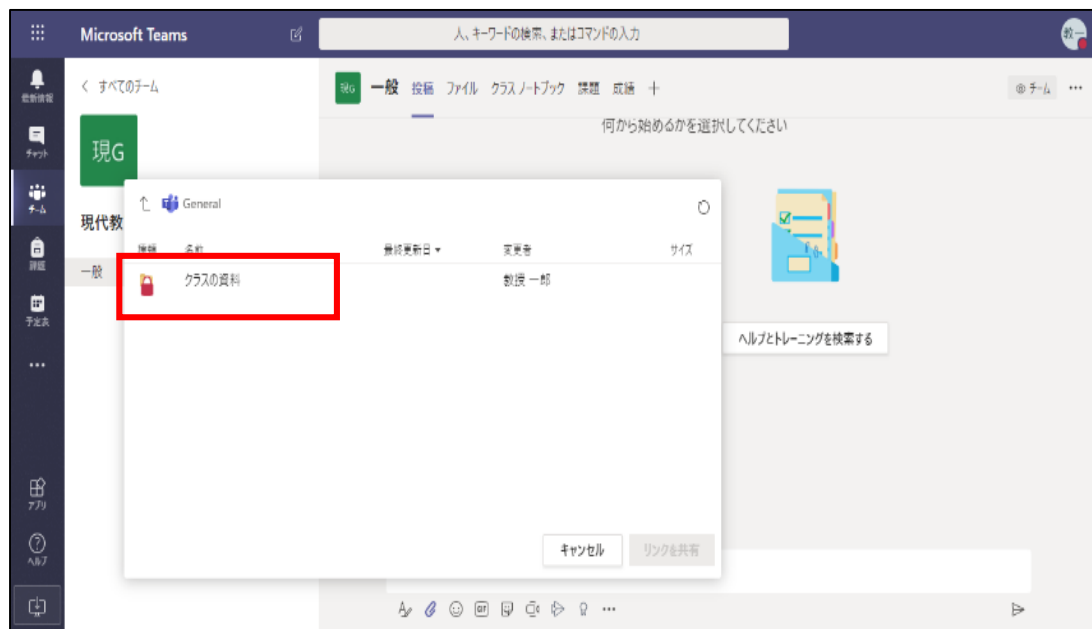 Microsoft Teams
人、キーワードの検索、またはコマンドの入力
教一
最新情報
チャット
チーム
課題
予定表
アプリ
ヘルプ
< すべてのチーム
現G
現代教
一般
現G 一般 投稿 ファイル クラス ノートブック 課題 成績 +
チーム
何から始めるかを選択してください
General
種類 名前 最終更新日 変更者 サイズ
クラスの資料 教授 一郎
ヘルプとトレーニングを検索する
キャンセル リンクを共有
GIF